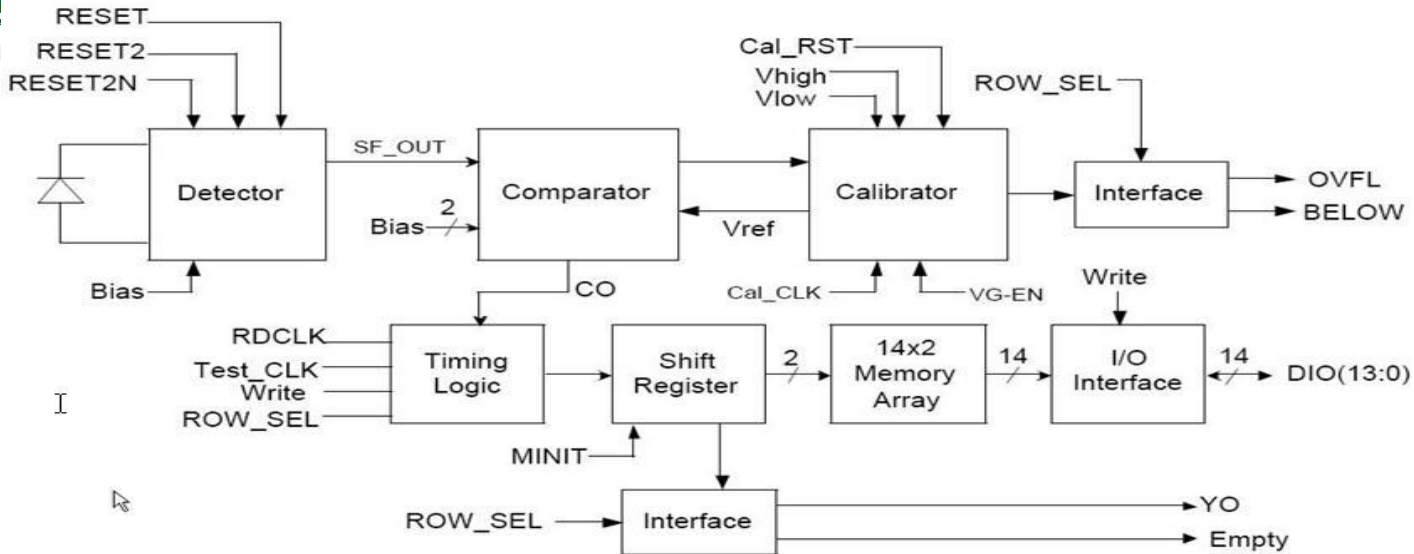 RESET
RESET2
RESET2N
Cal_RST
Vhigh
Vlow
ROW_SEL
SF_OUT
Detector
Comparator
Calibrator
Interface
OVFL
BELOW
Bias
2
Vref
Bias
CO
Cal_CLK
VG-EN
Write
RDCLK
Test_CLK
Write
ROW_SEL
Timing
Logic
Shift
Register
2
14x2
Memory
Array
14
I/O
Interface
14
DIO(13:0)
MINIT
ROW_SEL
Interface
YO
Empty